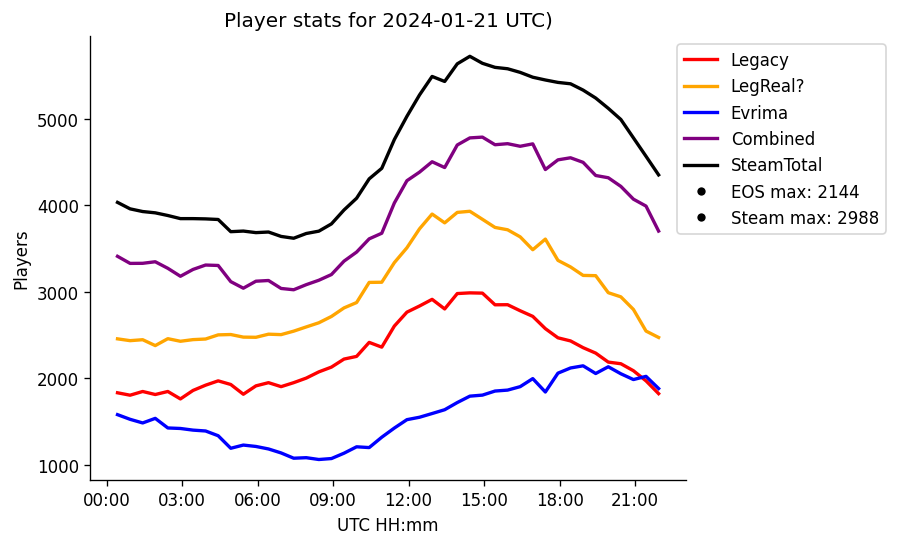 Player stats for 2024-01-21 UTC)
Legacy
LegReal?
Evrima
Combined
SteamTotal
EOS max: 2144
Steam max: 2988
Players
5000
4000
3000
2000
1000
00:00 03:00 06:00 09:00 12:00 15:00 18:00 21:00
UTC HH:mm